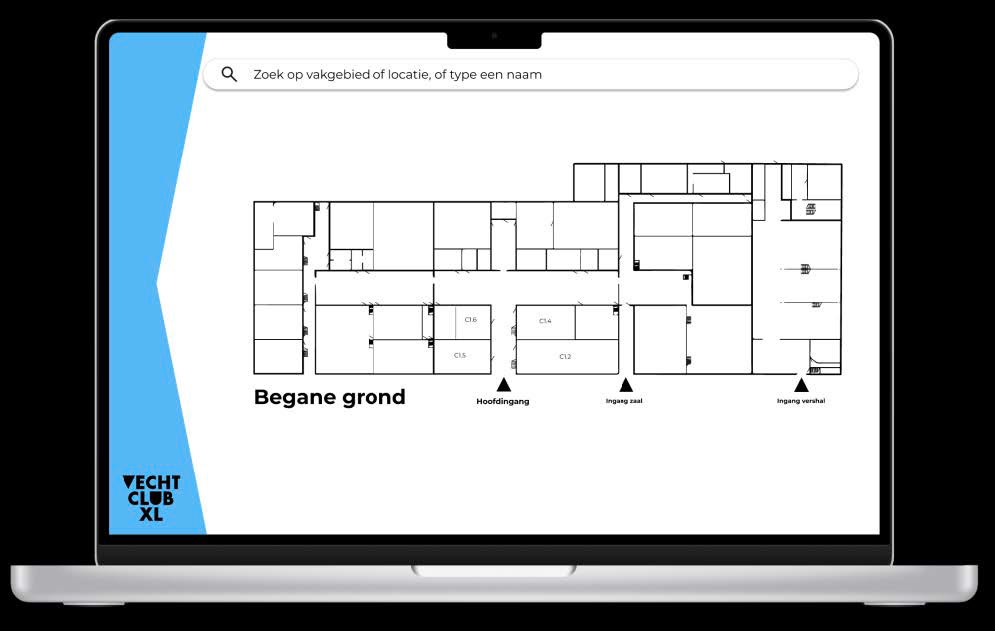 Zoek op vakgebied of locatie, of type een naam
C1.6
C1.4
C1.5
C1.2
Begane grond
Hoofdingang
Ingang zaal
Ingang vershal
VECHT
CLUB
XL